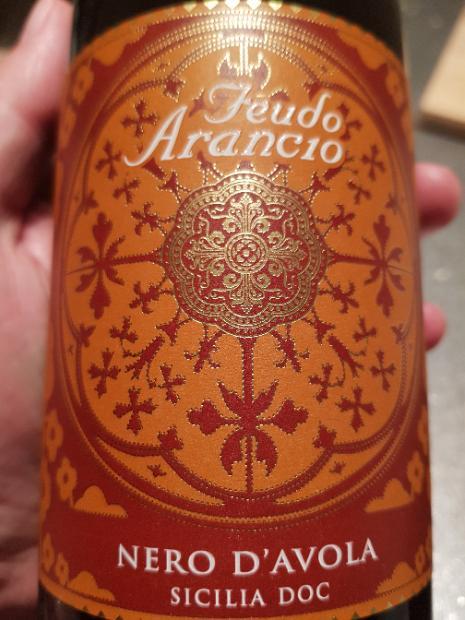 Feudo
Arancio
NERO D'AVOLA
SICILIA DOC